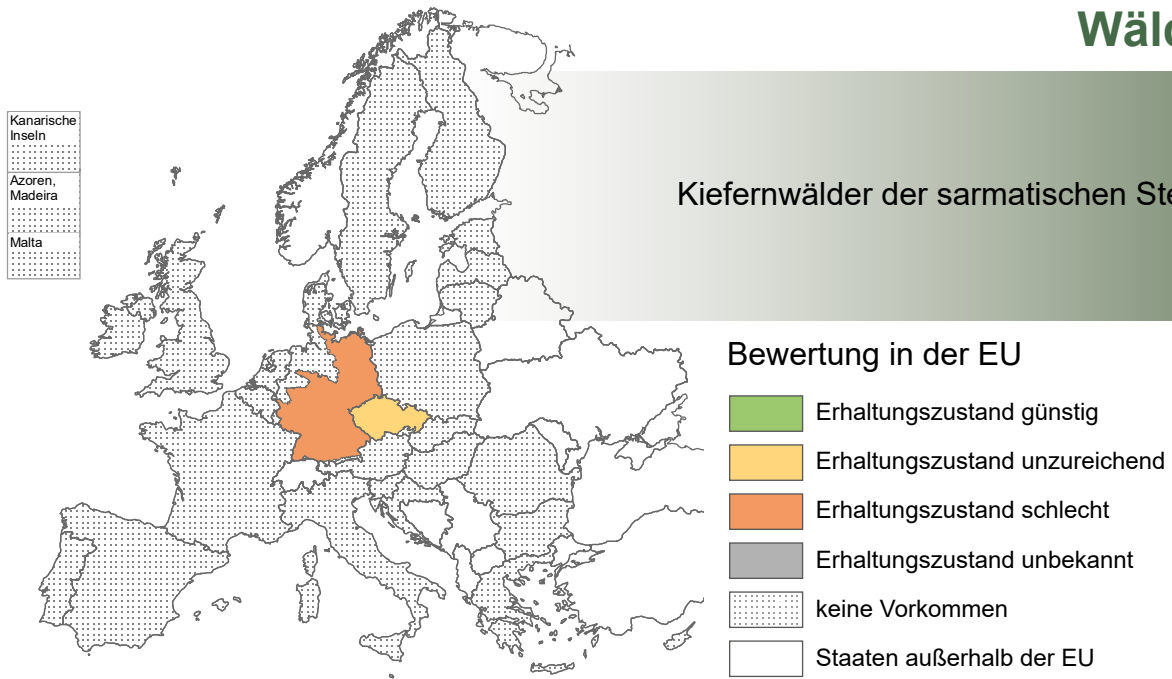 Wäld
Kanarische
Inseln
Azoren,
Madeira
Malta
Kiefernwälder der sarmatischen Ste
Bewertung in der EU
Erhaltungszustand günstig
Erhaltungszustand unzureichend
Erhaltungszustand schlecht
Erhaltungszustand unbekannt
keine Vorkommen
Staaten außerhalb der EU